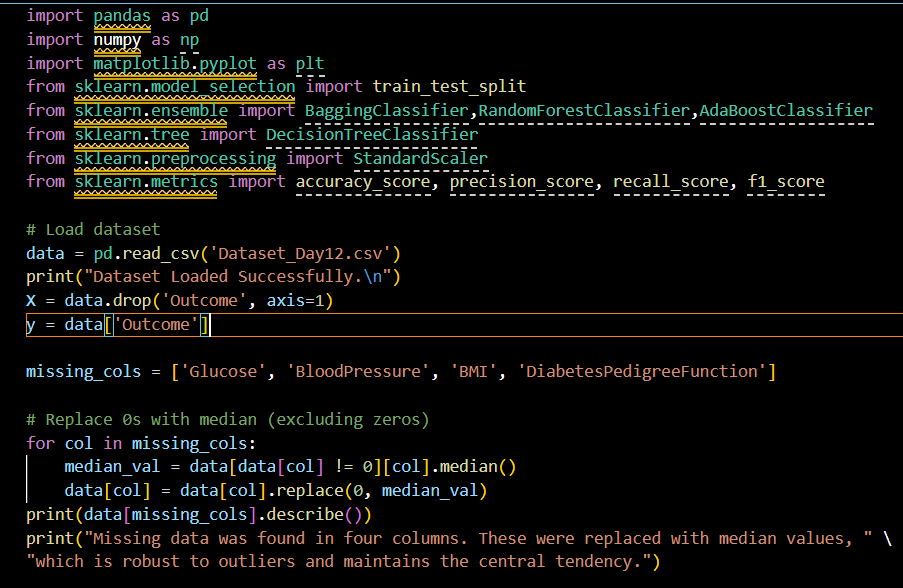 import pandas as pd
import numpy as np
import matplotlib.pyplot as plt
from sklearn.model_selection import train_test_split
from sklearn.ensemble import BaggingClassifier,RandomForestClassifier,AdaBoostClassifier
from sklearn.tree import DecisionTreeClassifier
from sklearn.preprocessing import StandardScaler
from sklearn.metrics import accuracy_score, precision_score, recall_score, f1_score

# Load dataset
data = pd.read_csv('Dataset_Day12.csv')
print("Dataset Loaded Successfully.\n")
X = data.drop('Outcome', axis=1)
y = data['Outcome']

missing_cols = ['Glucose', 'BloodPressure', 'BMI', 'DiabetesPedigreeFunction']

# Replace 0s with median (excluding zeros)
for col in missing_cols:
    median_val = data[data[col] != 0][col].median()
    data[col] = data[col].replace(0, median_val)
print(data[missing_cols].describe())
print("Missing data was found in four columns. These were replaced with median values, " \
"which is robust to outliers and maintains the central tendency.")